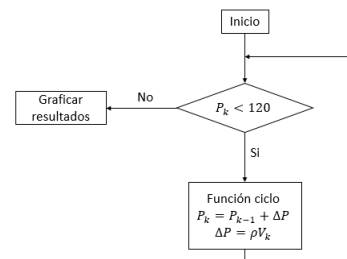 Inicio
No
Graficar
resultados
P_k < 120
Si
Función ciclo
P_k = P_{k-1} + ΔP
ΔP = ρV_k